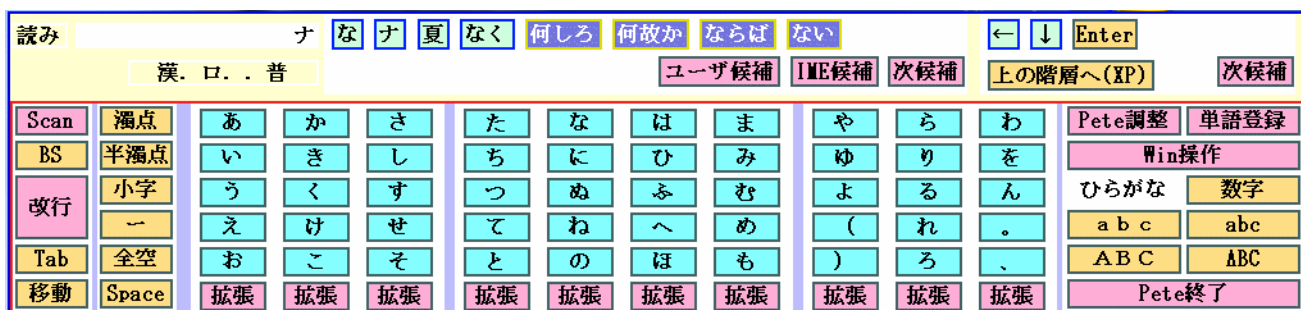 読み ナ な ナ 夏 なく 何しろ 何故か ならば ない ← ↓ Enter
漢．ロ．．普 ユーザ候補 IME候補 次候補 上の階層へ(XP) 次候補
Scan 濁点 あ か さ た な は ま や ら わ Pete調整 単語登録
BS 半濁点 い き し ち に ひ み ゆ り を Win操作
改行 小字 う く す つ ぬ ふ む よ る ん ひらがな 数字
ー え け せ て ね へ め （ れ 。 ａｂｃ abc
Tab 全空 お こ そ と の ほ も ） ろ 、 ＡＢＣ ABC
移動 Space 拡張 拡張 拡張 拡張 拡張 拡張 拡張 拡張 拡張 拡張 Pete終了